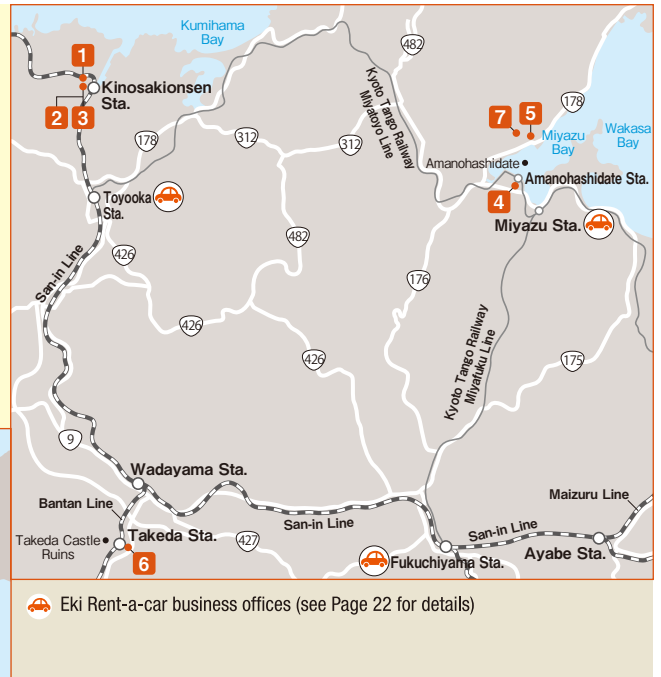 Kumihama
Bay
482
1
Kinosakionsen
Sta.
2 3
178
312
312
Kyoto Tango Railway
Miyatoyo Line
7 5
178
Miyazu
Bay
Wakasa
Bay
Amanohashidate
Amanohashidate Sta.
4
Miyazu Sta.
Toyooka
Sta.
426
482
San-in Line
176
426
426
Kyoto Tango Railway
Miyafuku Line
175
9
Wadayama Sta.
Bantan Line
San-in Line
Maizuru Line
Takeda Castle
Ruins
Takeda Sta.
427
6
San-in Line
Fukuchiyama Sta.
Ayabe Sta.
Eki Rent-a-car business offices (see Page 22 for details)